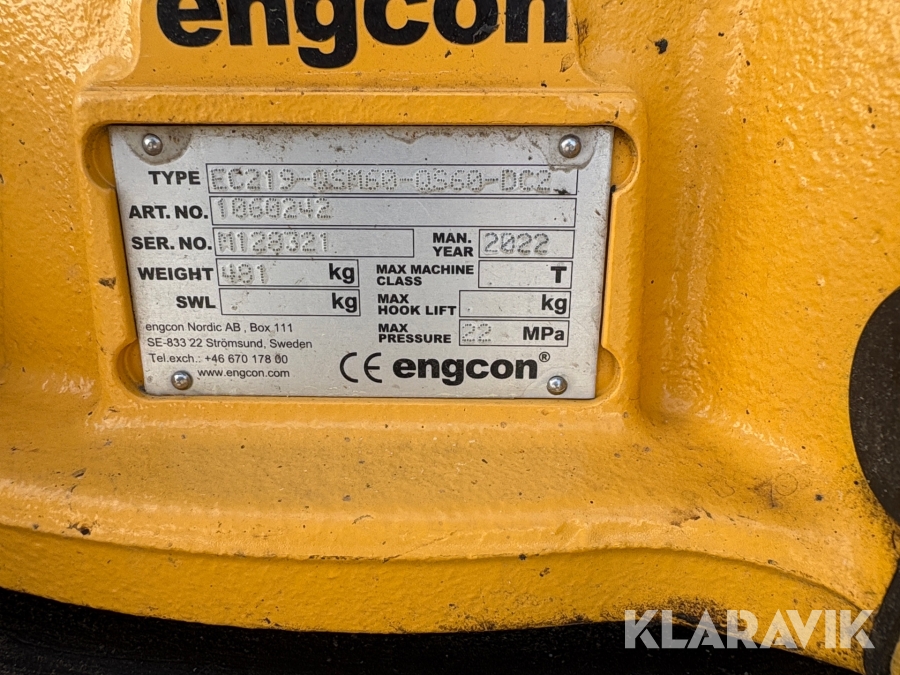 engcon
TYPE EC219-QSM60-QS60-DC2
ART. NO. 1060242
SER. NO. M128321 MAN. YEAR 2022
WEIGHT 481 kg MAX MACHINE CLASS T
SWL kg MAX HOOK LIFT kg
MAX PRESSURE 22 MPa
engcon Nordic AB , Box 111
SE-833 22 Strömsund, Sweden
Tel.exch.: +46 670 178 00
www.engcon.com
CE engcon®
KLARAVIK